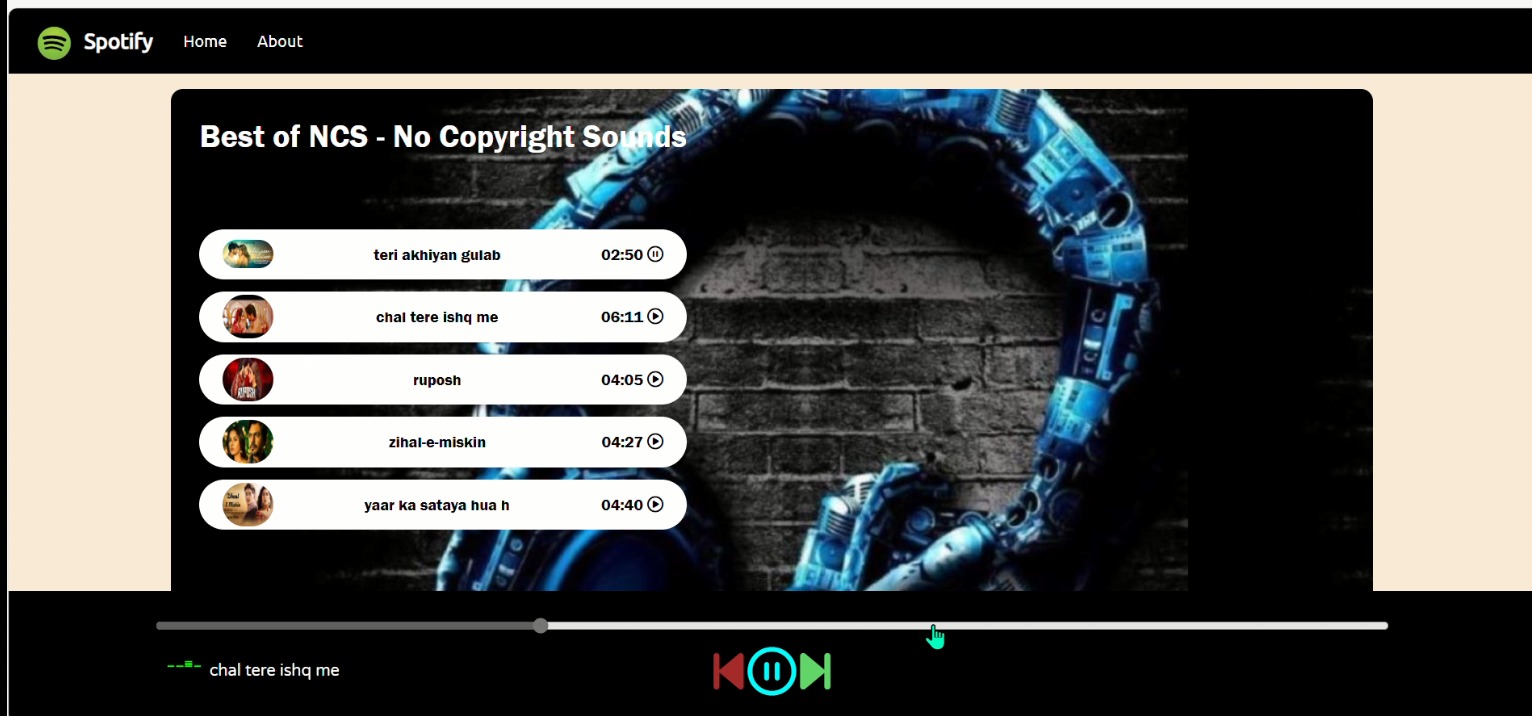 Spotify Home About
Best of NCS - No Copyright Sounds
teri akhiyan gulab 02:50
chal tere ishq me 06:11
ruposh 04:05
zihal-e-miskin 04:27
yaar ka sataya hua h 04:40
chal tere ishq me